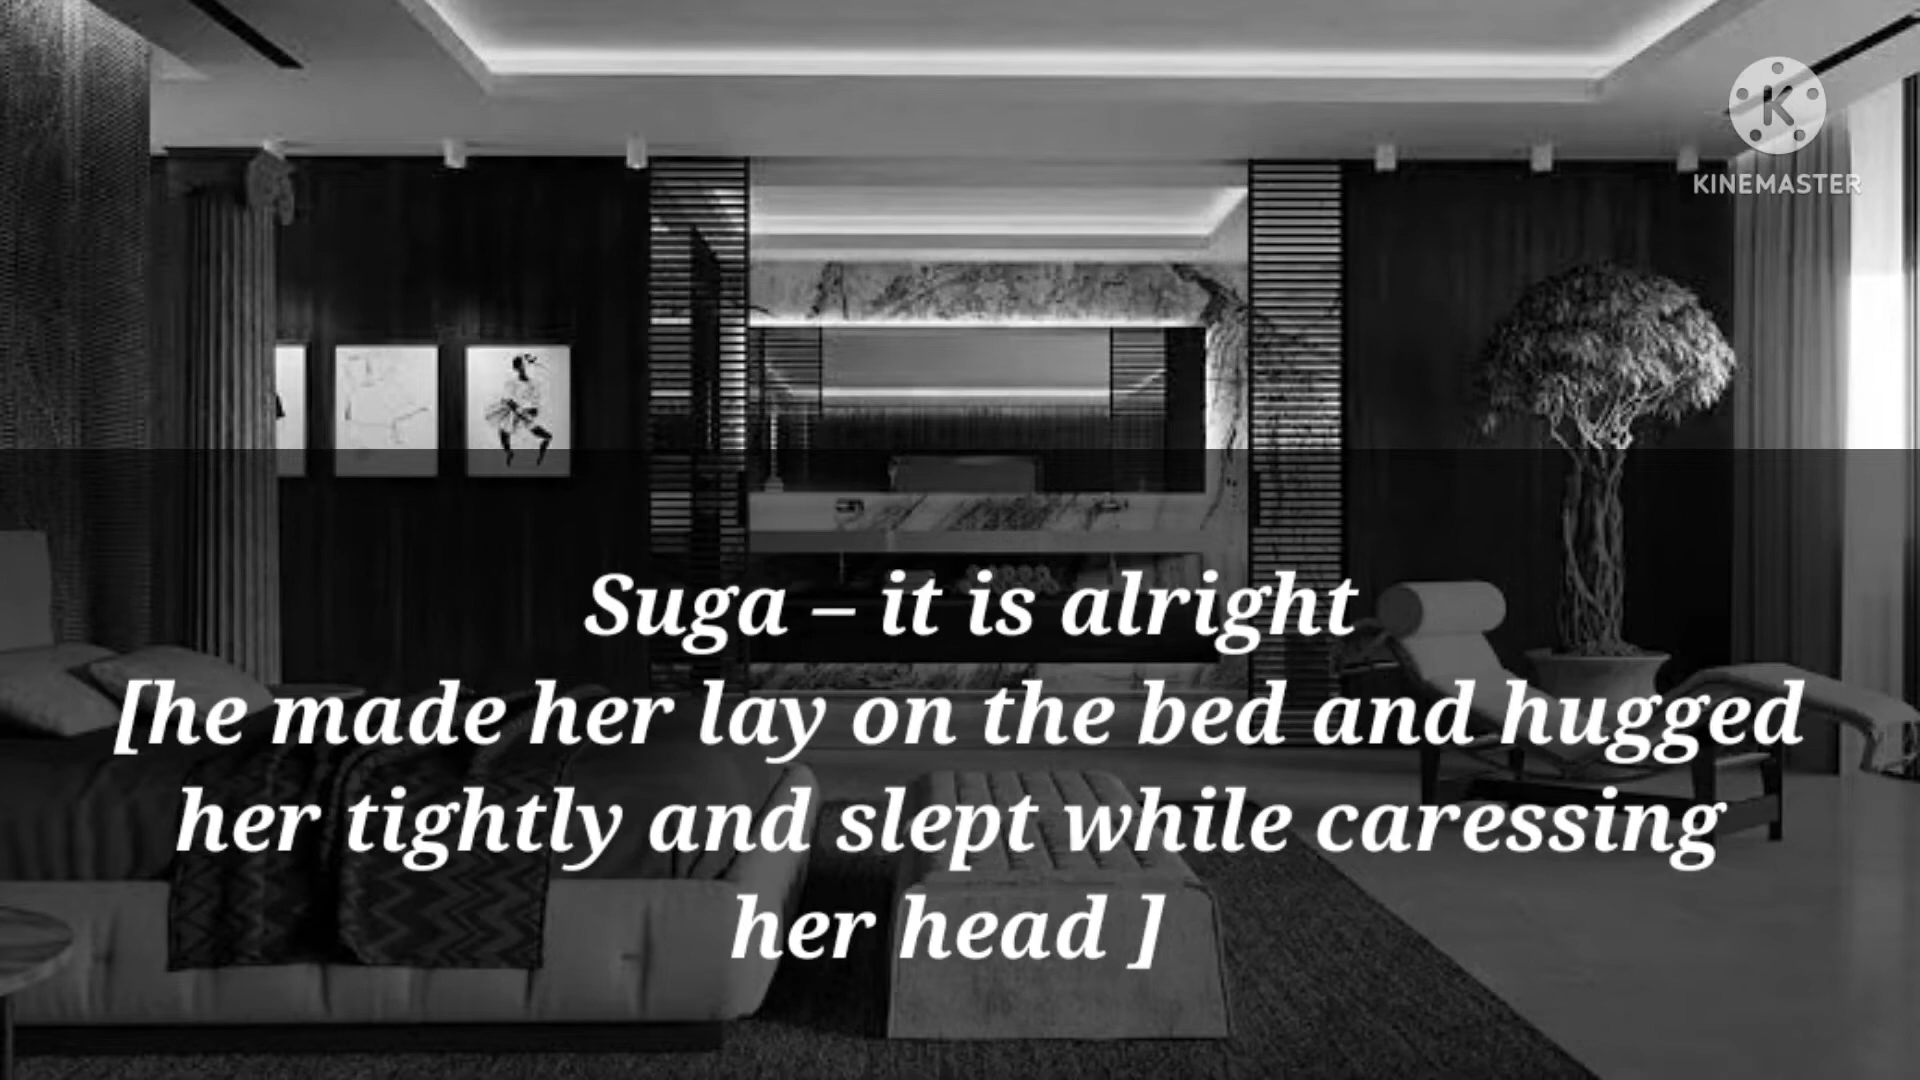 K
KINEMASTER
Suga – it is alright
[he made her lay on the bed and hugged
her tightly and slept while caressing
her head ]